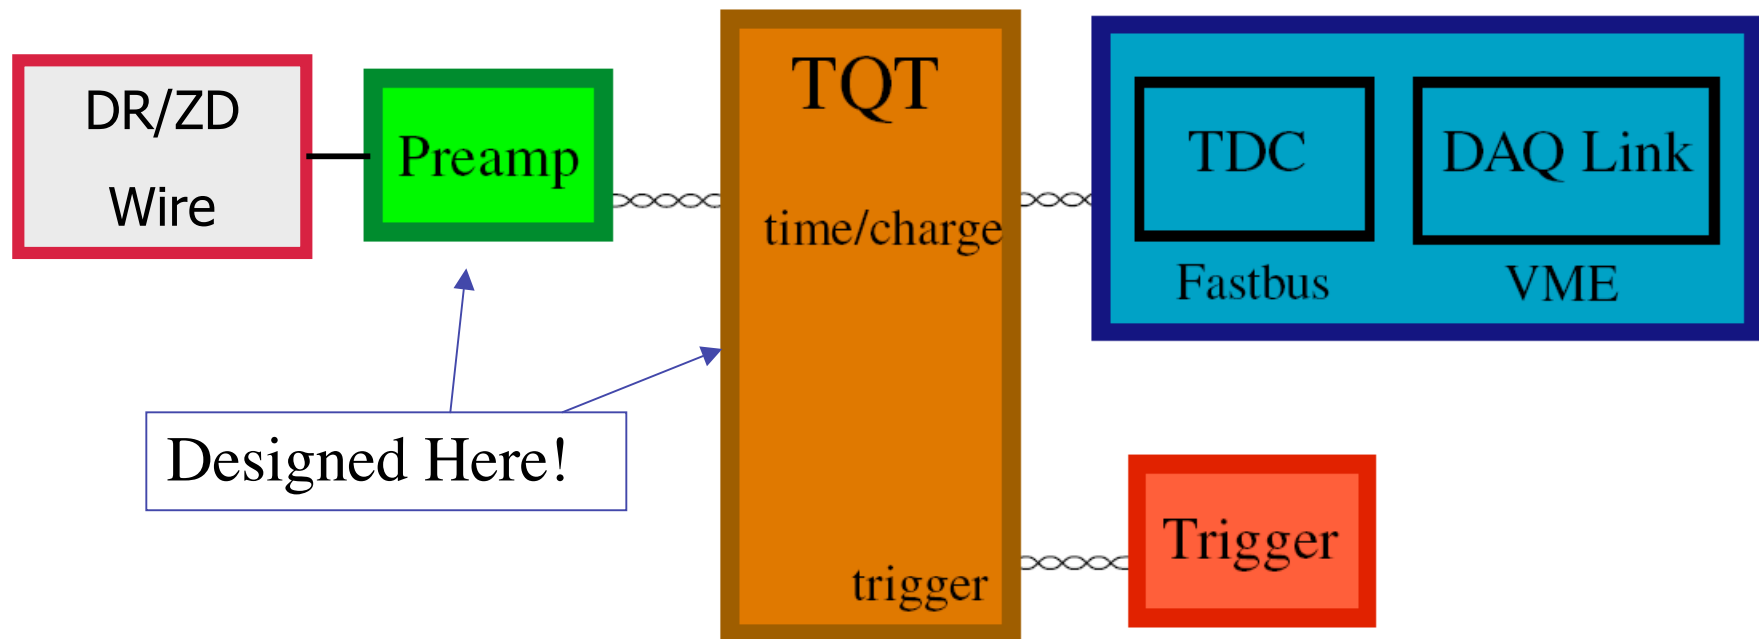 DR/ZD
Wire
Preamp
TQT
time/charge
trigger
TDC
Fastbus
DAQ Link
VME
Designed Here!
Trigger